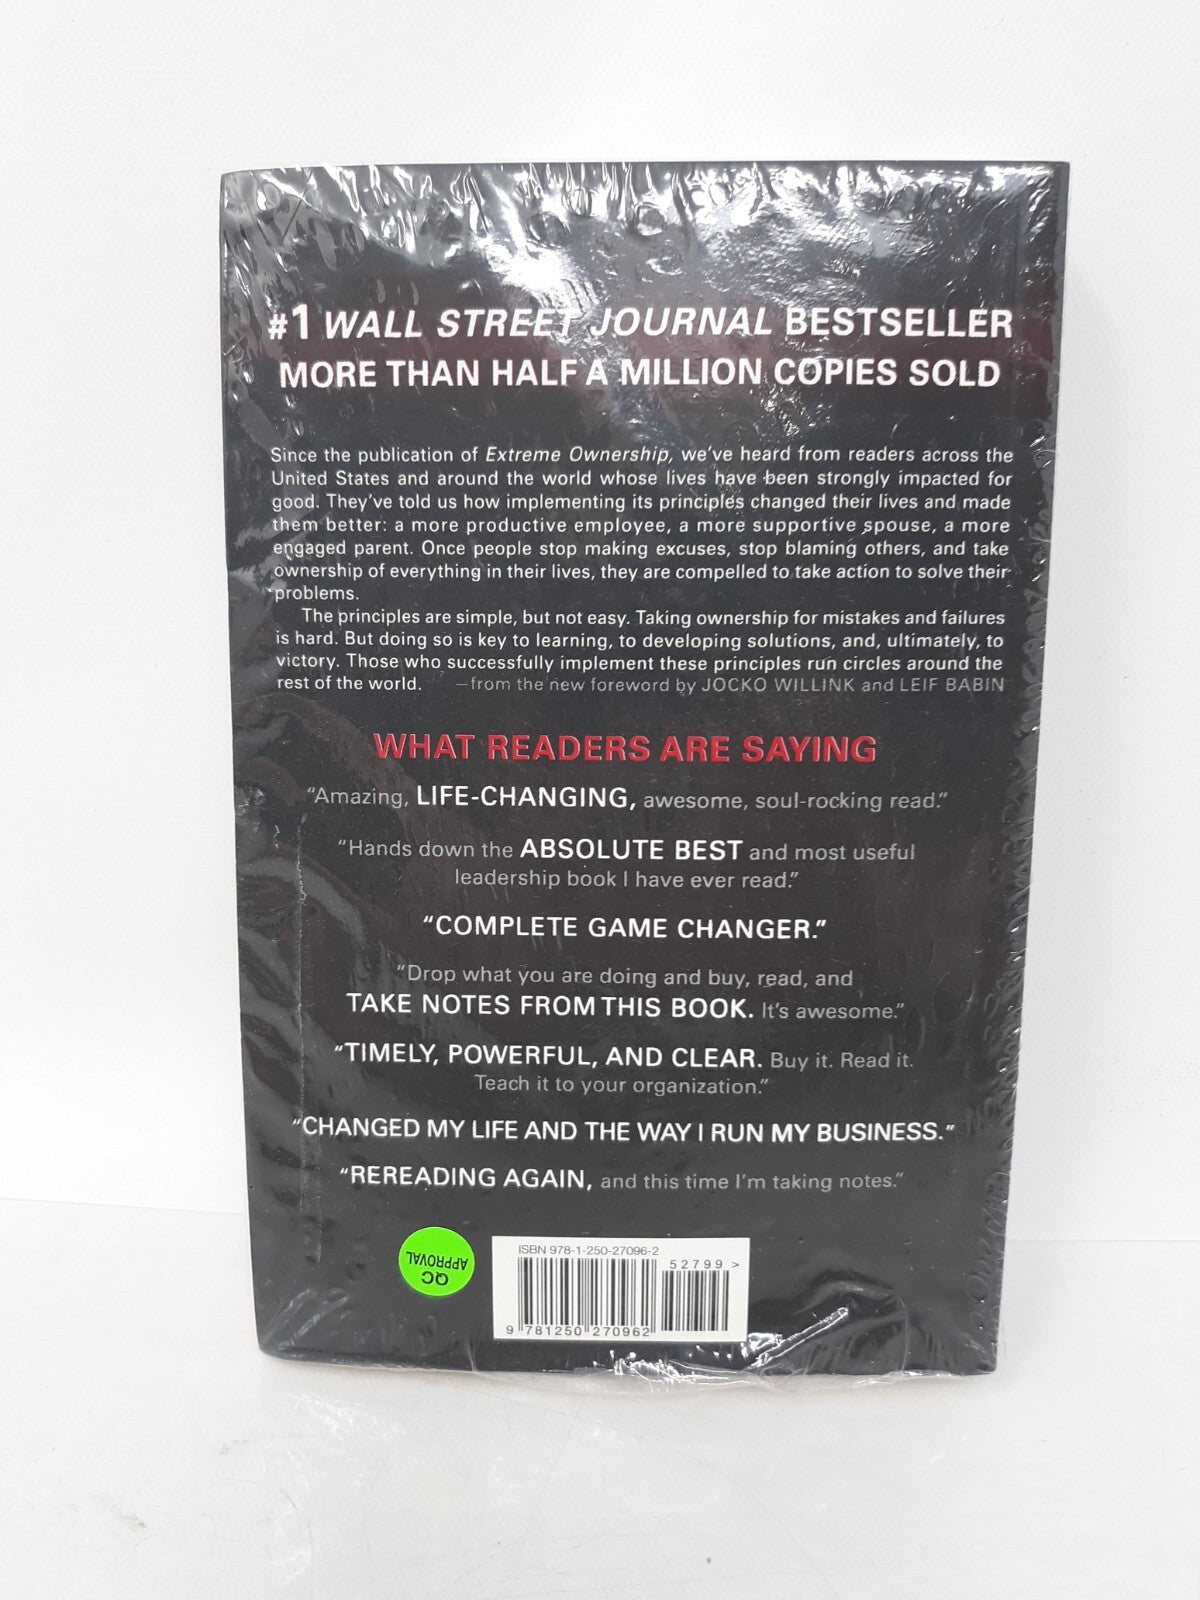 #1 WALL STREET JOURNAL BESTSELLER
MORE THAN HALF A MILLION COPIES SOLD
Since the publication of Extreme Ownership, we've heard from readers across the
United States and around the world whose lives have been strongly impacted for
good. They've told us how implementing its principles changed their lives and made
them better: a more productive employee, a more supportive spouse, a more
engaged parent. Once people stop making excuses, stop blaming others, and take
ownership of everything in their lives, they are compelled to take action to solve their
problems.
The principles are simple, but not easy. Taking ownership for mistakes and failures
is hard. But doing so is key to learning, to developing solutions, and, ultimately, to
victory. Those who successfully implement these principles run circles around the
rest of the world. —from the new foreword by JOCKO WILLINK and LEIF BABIN
WHAT READERS ARE SAYING
"Amazing, LIFE-CHANGING, awesome, soul-rocking read."
"Hands down the ABSOLUTE BEST and most useful
leadership book I have ever read."
"COMPLETE GAME CHANGER."
"Drop what you are doing and buy, read, and
TAKE NOTES FROM THIS BOOK. It's awesome."
"TIMELY, POWERFUL, AND CLEAR. Buy it. Read it.
Teach it to your organization."
"CHANGED MY LIFE AND THE WAY I RUN MY BUSINESS."
"REREADING AGAIN, and this time I'm taking notes."
QC
APPROVAL
ISBN 978-1-250-27096-2
52799>
9 781250 270962